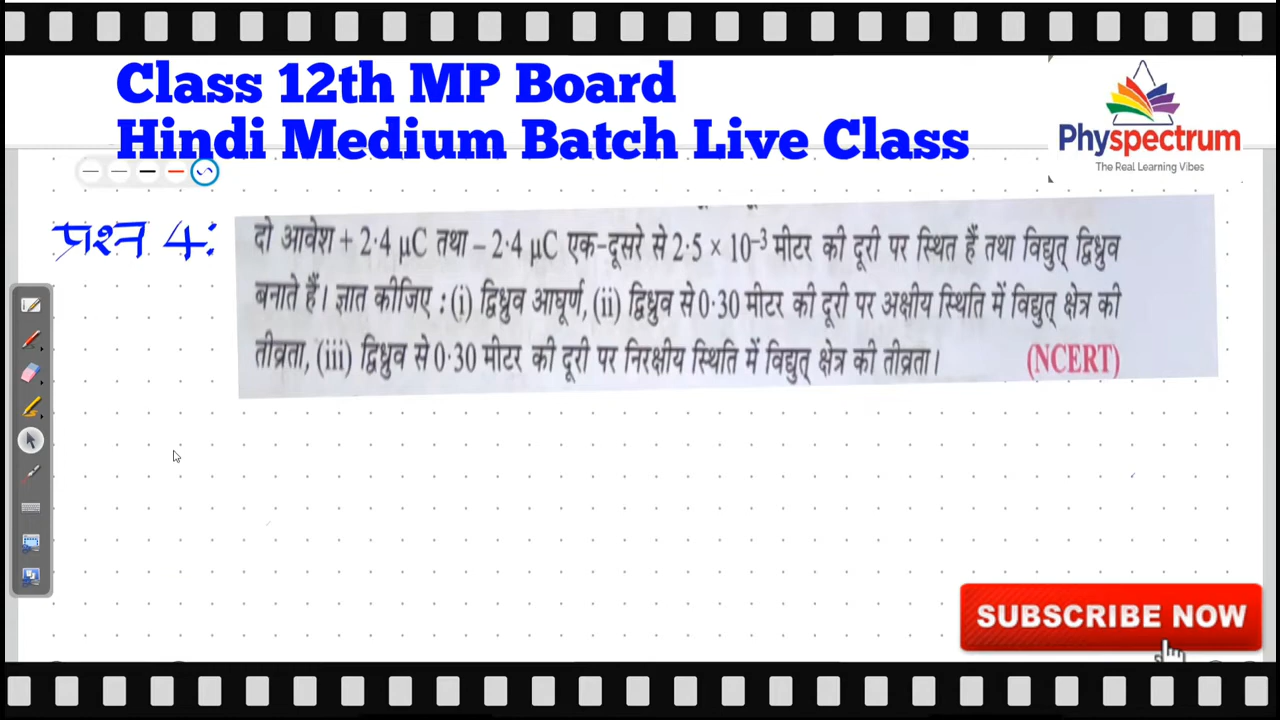 Class 12th MP Board
Hindi Medium Batch Live Class
Physpectrum
The Real Learning Vibes
प्रश्न 4:
दो आवेश + 2·4 μC तथा – 2·4 μC एक-दूसरे से 2·5 × 10⁻³ मीटर की दूरी पर स्थित हैं तथा विद्युत् द्विध्रुव
बनाते हैं। ज्ञात कीजिए : (i) द्विध्रुव आघूर्ण, (ii) द्विध्रुव से 0·30 मीटर की दूरी पर अक्षीय स्थिति में विद्युत् क्षेत्र की
तीव्रता, (iii) द्विध्रुव से 0·30 मीटर की दूरी पर निरक्षीय स्थिति में विद्युत् क्षेत्र की तीव्रता। (NCERT)
SUBSCRIBE NOW